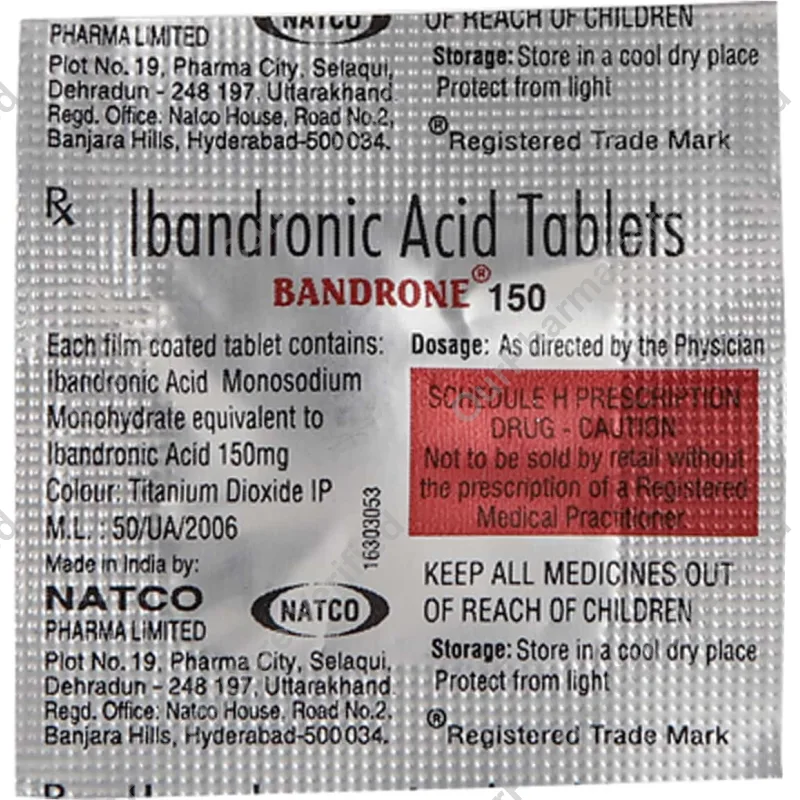 NATCO
PHARMA LIMITED
Plot No. 19, Pharma City, Selaqui,
Dehradun - 248 197, Uttarakhand
Regd. Office: Natco House, Road No.2,
Banjara Hills, Hyderabad-500 034.
OF REACH OF CHILDREN
Storage: Store in a cool dry place
Protect from light
®Registered Trade Mark
Rx Ibandronic Acid Tablets
BANDRONE® 150
Each film coated tablet contains:
Ibandronic Acid Monosodium
Monohydrate equivalent to
Ibandronic Acid 150mg
Colour: Titanium Dioxide IP
M.L. : 50/UA/2006
Made in India by:
NATCO
PHARMA LIMITED
NATCO
Plot No. 19, Pharma City, Selaqui,
Dehradun - 248 197, Uttarakhand
Regd. Office: Natco House, Road No.2,
Banjara Hills, Hyderabad-500034.
16303053
Dosage: As directed by the Physician
SCHEDULE H PRESCRIPTION
DRUG - CAUTION
Not to be sold by retail without
the prescription of a Registered
Medical Practitioner
KEEP ALL MEDICINES OUT
OF REACH OF CHILDREN
Storage: Store in a cool dry place
Protect from light
®Registered Trade Mark